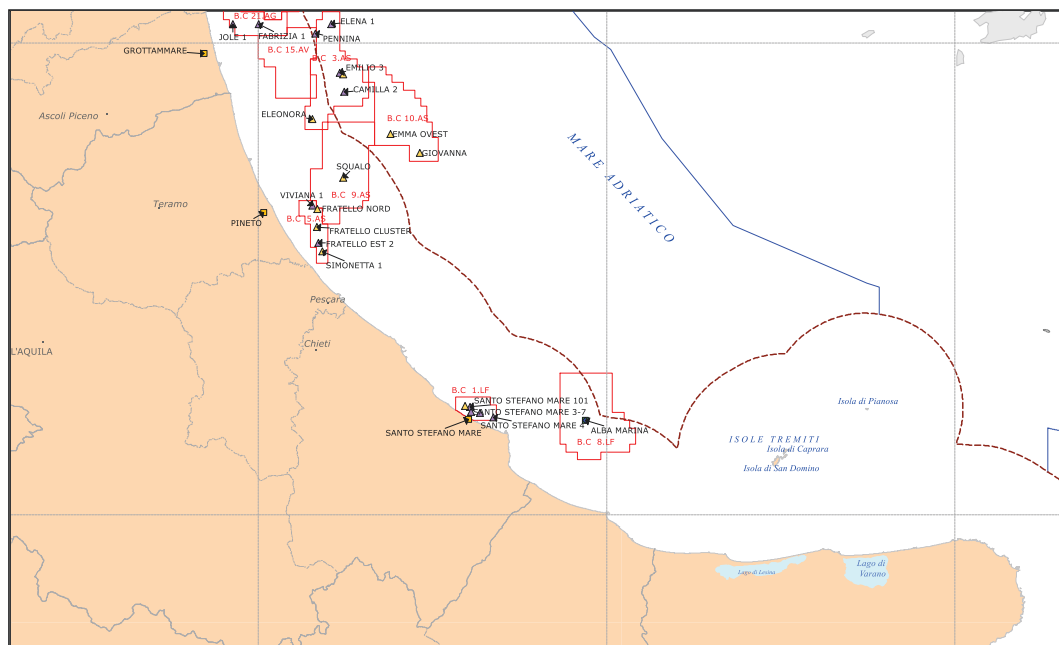 B.C 21.AG
ELENA 1
JOLE 1
FABRIZIA 1
PENNINA
GROTTAMMARE
B.C 15.AV
B.C 3.AS
EMILIO 3
CAMILLA 2
Ascoli Piceno
ELEONORA
B.C 10.AS
EMMA OVEST
GIOVANNA
MARE ADRIATICO
SQUALO
VIVIANA 1
B.C 9.AS
Teramo
FRATELLO NORD
PINETO
B.C 5.AS
FRATELLO CLUSTER
FRATELLO EST 2
SIMONETTA 1
Pescara
Chieti
L'AQUILA
B.C 1.LF
SANTO STEFANO MARE 101
SANTO STEFANO MARE 3-7
SANTO STEFANO MARE 4
SANTO STEFANO MARE
ALBA MARINA
B.C 8.LF
Isola di Pianosa
ISOLE TREMITI
Isola di Caprara
Isola di San Domino
Lago di Lesina
Lago di
Varano